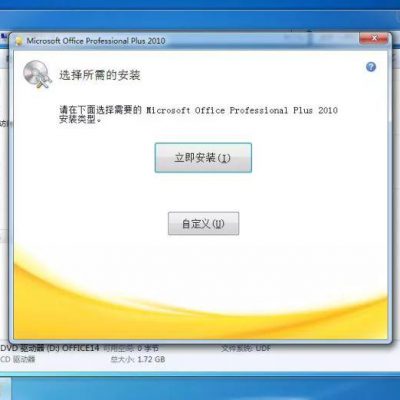 Microsoft Office Professional Plus 2010
选择所需的安装
请在下面选择需要的 Microsoft Office Professional Plus 2010
安装类型。
立即安装(I)
自定义(U)
DVD 驱动器 (D:) OFFICE14 可用空间: 0 字节 文件系统: UDF
CD 驱动器 总大小: 1.72 GB